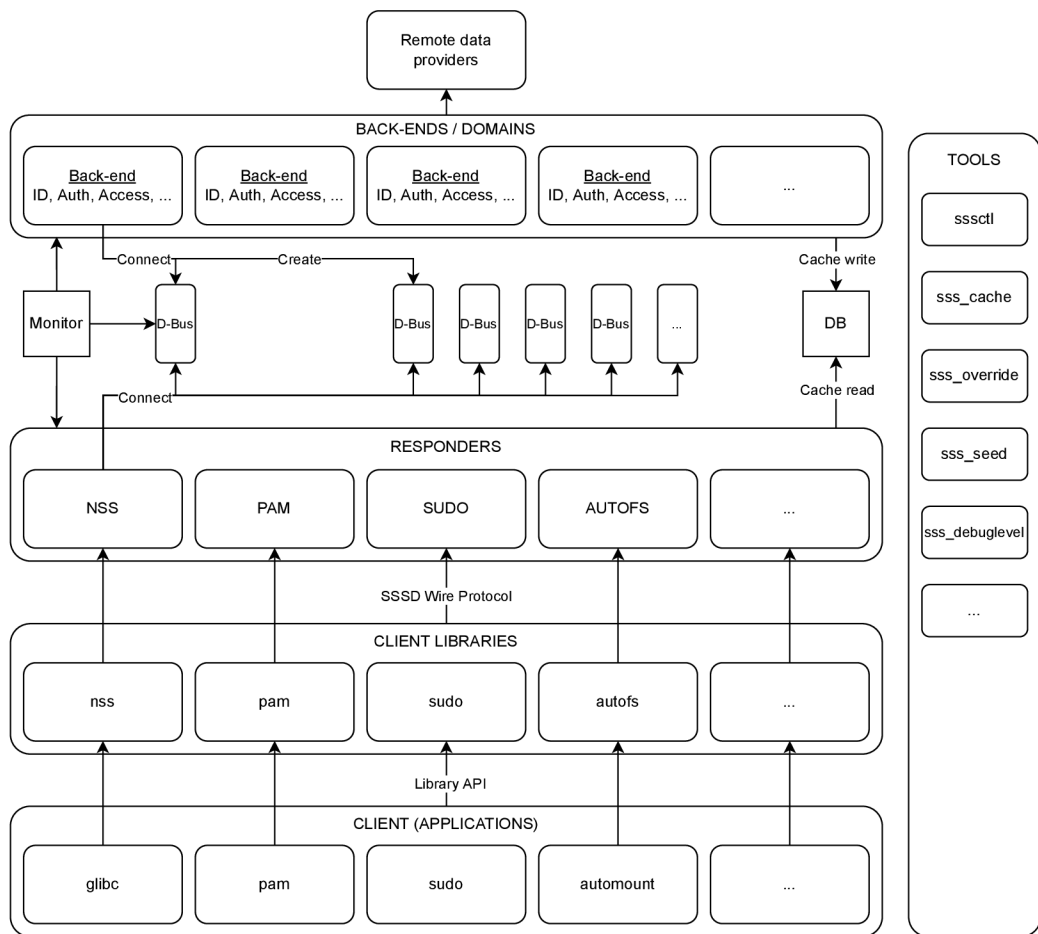 Remote data
providers
BACK-ENDS / DOMAINS
Back-end
ID, Auth, Access, ...
Back-end
ID, Auth, Access, ...
Back-end
ID, Auth, Access, ...
Back-end
ID, Auth, Access, ...
...
Connect
Create
Cache write
Monitor
D-Bus
D-Bus
D-Bus
D-Bus
D-Bus
...
DB
Connect
Cache read
RESPONDERS
NSS
PAM
SUDO
AUTOFS
...
SSSD Wire Protocol
CLIENT LIBRARIES
nss
pam
sudo
autofs
...
Library API
CLIENT (APPLICATIONS)
glibc
pam
sudo
automount
...
TOOLS
sssctl
sss_cache
sss_override
sss_seed
sss_debuglevel
...